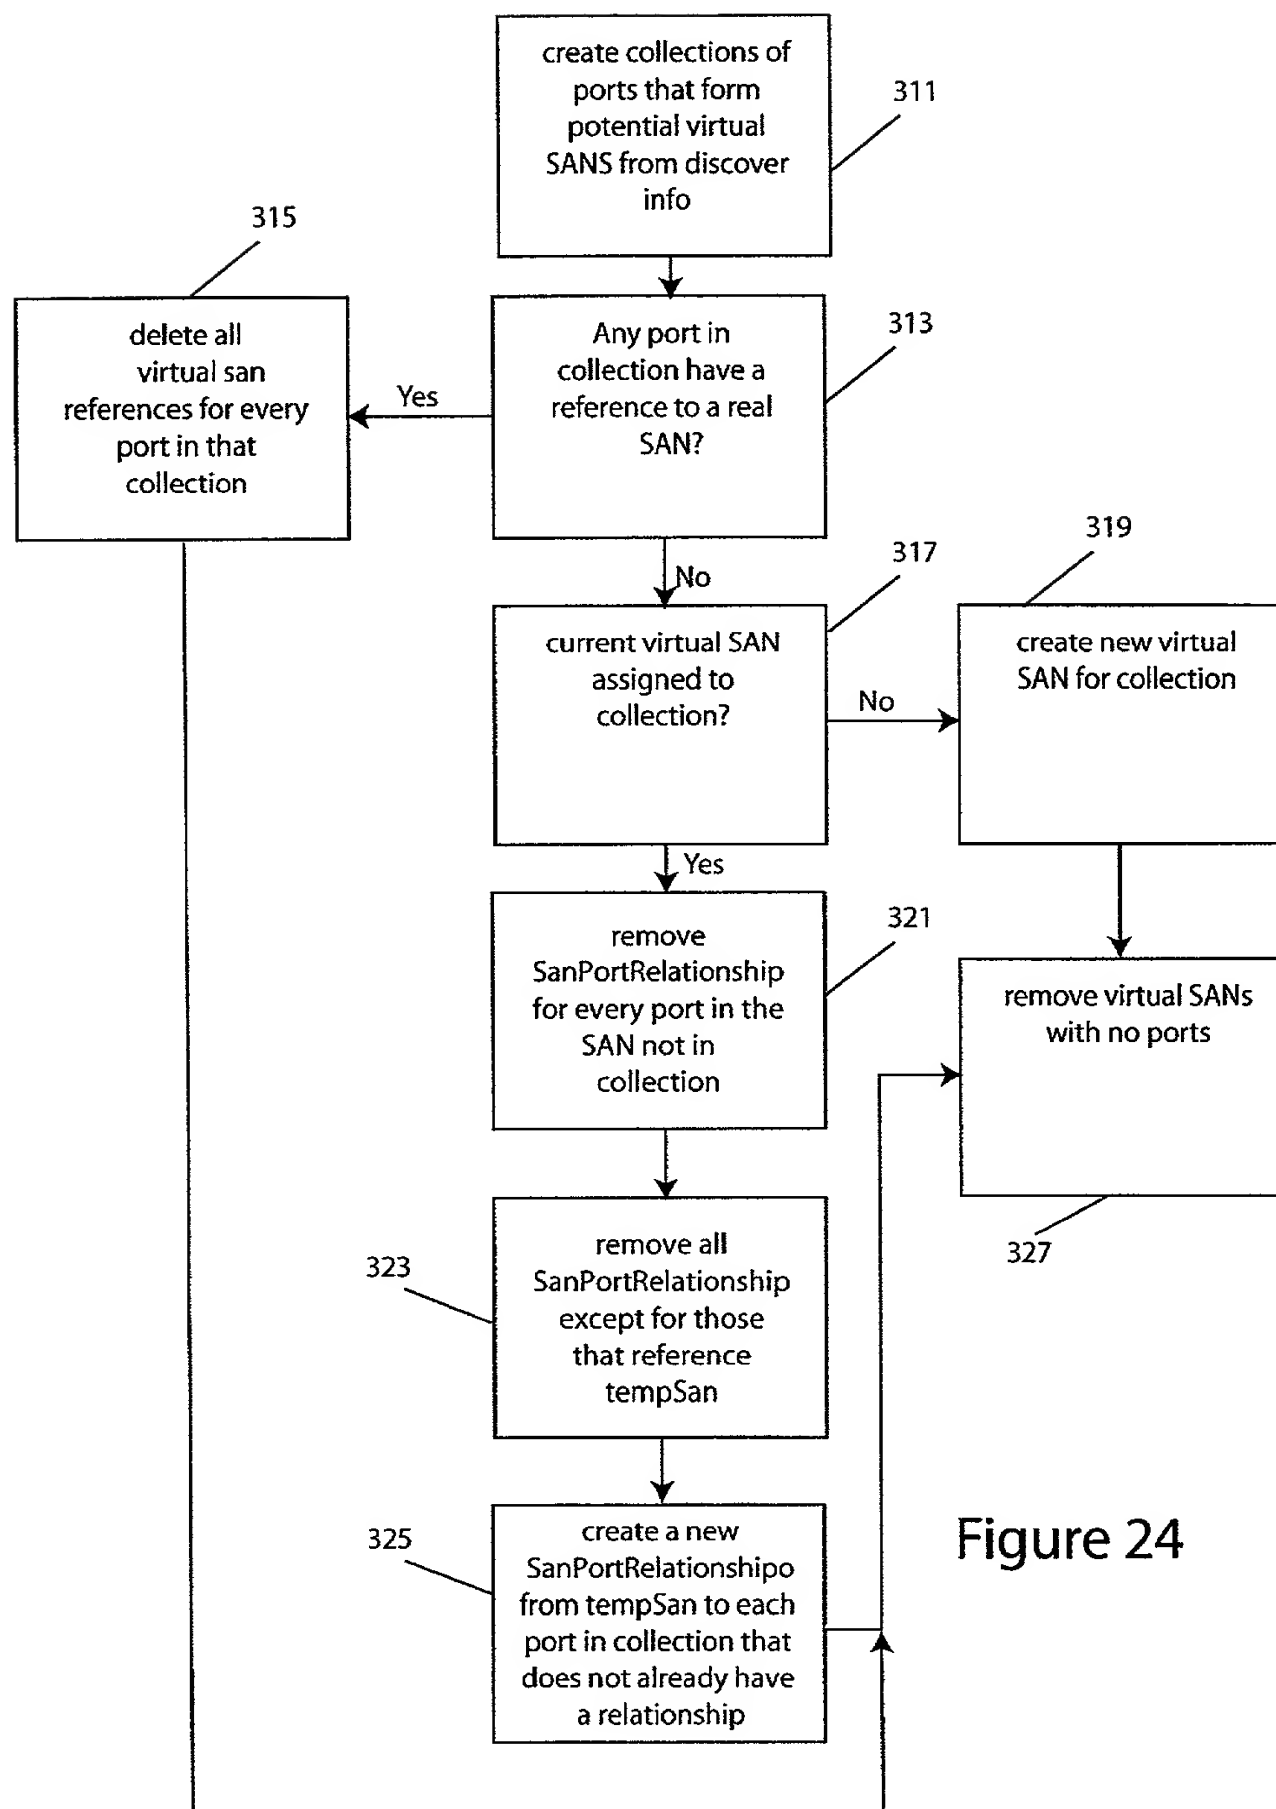 create collections of
ports that form
potential virtual
SANS from discover
info
311
315
delete all
virtual san
references for every
port in that
collection
Yes
Any port in
collection have a
reference to a real
SAN?
313
No
317
current virtual SAN
assigned to
collection?
No
319
create new virtual
SAN for collection
Yes
remove
SanPortRelationship
for every port in the
SAN not in
collection
321
remove virtual SANs
with no ports
327
323
remove all
SanPortRelationship
except for those
that reference
tempSan
325
create a new
SanPortRelationshipo
from tempSan to each
port in collection that
does not already have
a relationship
Figure 24